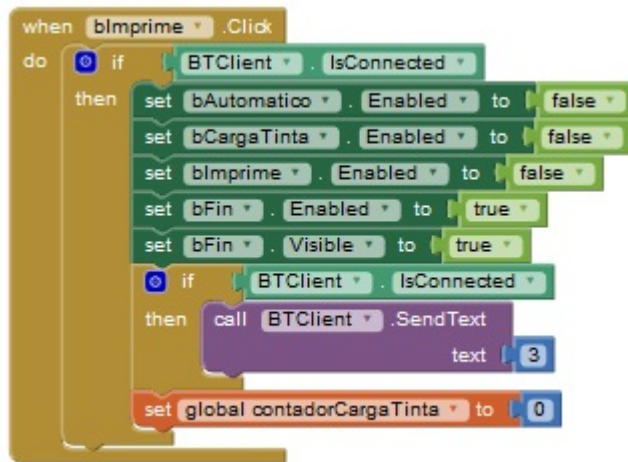 when bImprime .Click
do if BTClient . IsConnected
then set bAutomatico . Enabled to false
set bCargaTinta . Enabled to false
set bImprime . Enabled to false
set bFin . Enabled to true
set bFin . Visible to true
if BTClient . IsConnected
then call BTClient .SendText
text 3
set global contadorCargaTinta to 0